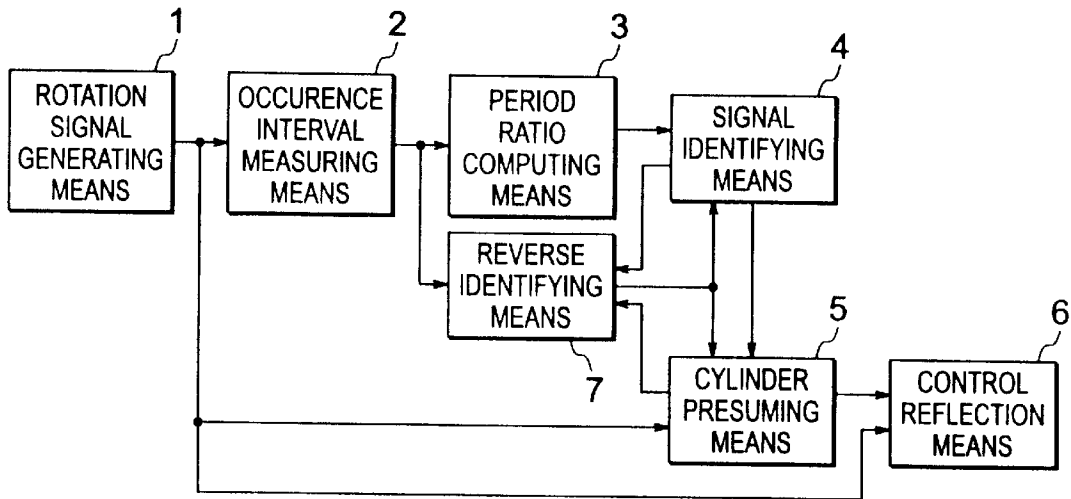 1
ROTATION
SIGNAL
GENERATING
MEANS
2
OCCURENCE
INTERVAL
MEASURING
MEANS
3
PERIOD
RATIO
COMPUTING
MEANS
4
SIGNAL
IDENTIFYING
MEANS
REVERSE
IDENTIFYING
MEANS
7
5
CYLINDER
PRESUMING
MEANS
6
CONTROL
REFLECTION
MEANS